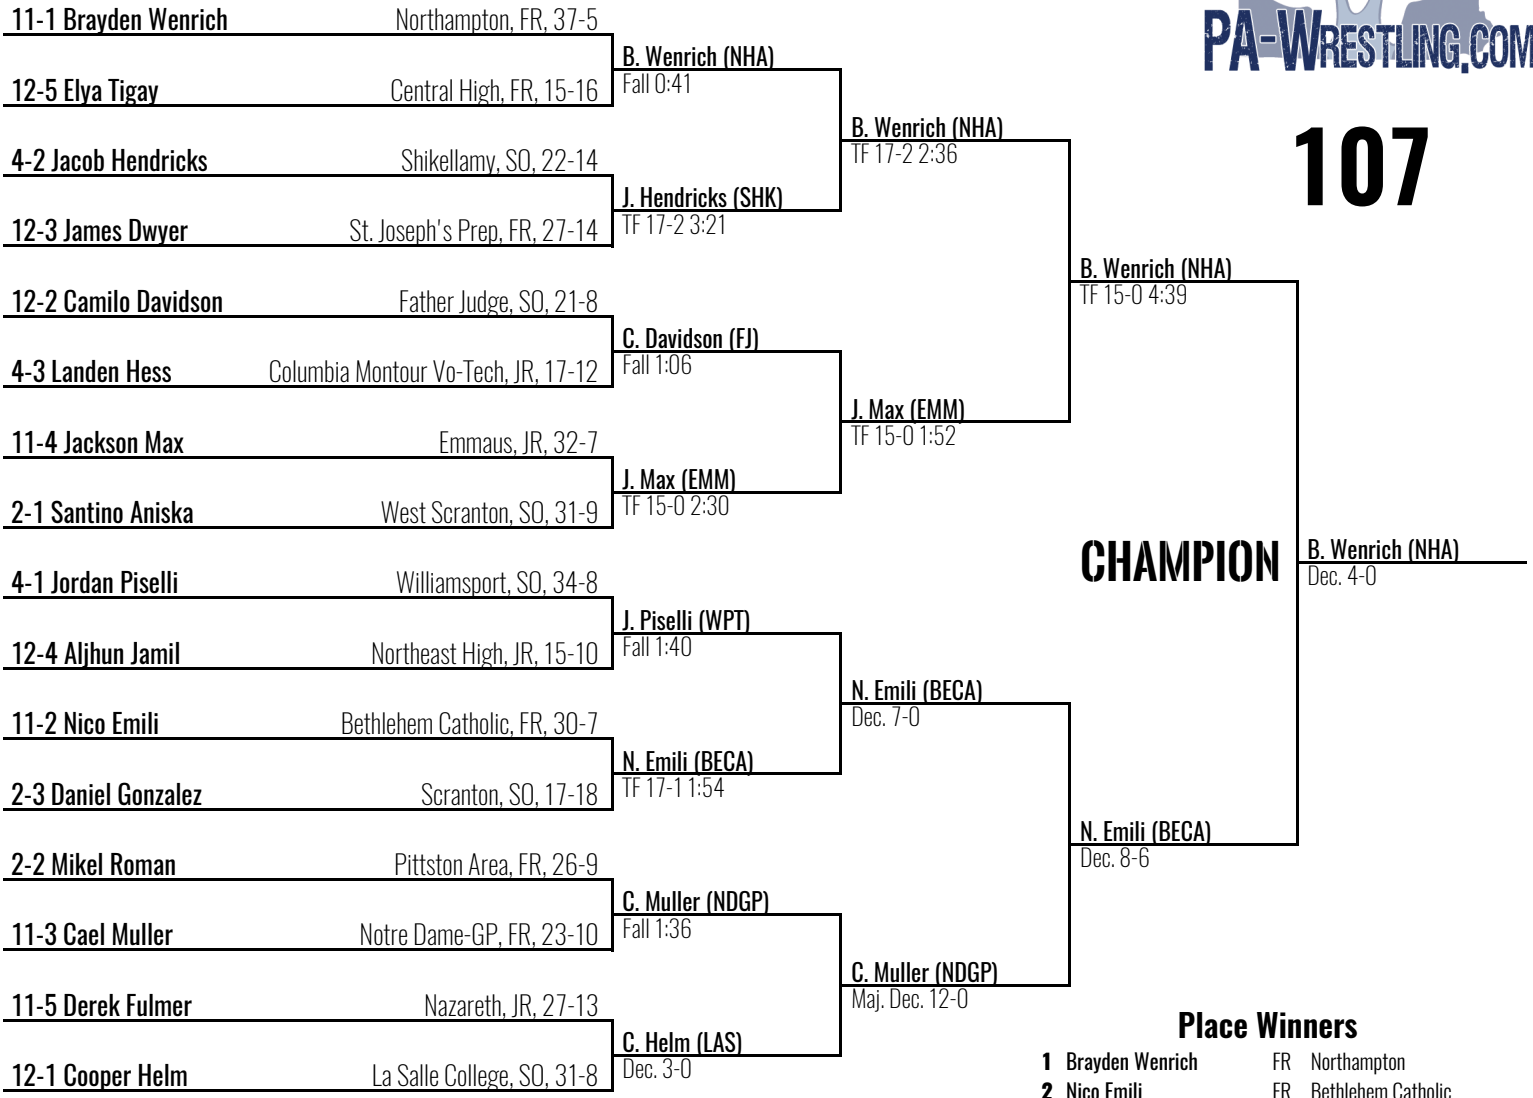 11-1 Brayden Wenrich Northampton, FR, 37-5
12-5 Elya Tigay Central High, FR, 15-16
4-2 Jacob Hendricks Shikellamy, SO, 22-14
12-3 James Dwyer St. Joseph's Prep, FR, 27-14
12-2 Camilo Davidson Father Judge, SO, 21-8
4-3 Landen Hess Columbia Montour Vo-Tech, JR, 17-12
11-4 Jackson Max Emmaus, JR, 32-7
2-1 Santino Aniska West Scranton, SO, 31-9
4-1 Jordan Piselli Williamsport, SO, 34-8
12-4 Aljhun Jamil Northeast High, JR, 15-10
11-2 Nico Emili Bethlehem Catholic, FR, 30-7
2-3 Daniel Gonzalez Scranton, SO, 17-18
2-2 Mikel Roman Pittston Area, FR, 26-9
11-3 Cael Muller Notre Dame-GP, FR, 23-10
11-5 Derek Fulmer Nazareth, JR, 27-13
12-1 Cooper Helm La Salle College, SO, 31-8
B. Wenrich (NHA)
Fall 0:41
J. Hendricks (SHK)
TF 17-2 3:21
C. Davidson (FJ)
Fall 1:06
J. Max (EMM)
TF 15-0 2:30
J. Piselli (WPT)
Fall 1:40
N. Emili (BECA)
TF 17-1 1:54
C. Muller (NDGP)
Fall 1:36
C. Helm (LAS)
Dec. 3-0
B. Wenrich (NHA)
TF 17-2 2:36
J. Max (EMM)
TF 15-0 1:52
N. Emili (BECA)
Dec. 7-0
C. Muller (NDGP)
Maj. Dec. 12-0
B. Wenrich (NHA)
TF 15-0 4:39
N. Emili (BECA)
Dec. 8-6
PA-WRESTLING.COM
107
CHAMPION
B. Wenrich (NHA)
Dec. 4-0
Place Winners
1 Brayden Wenrich FR Northampton
2 Nico Emili FR Bethlehem Catholic